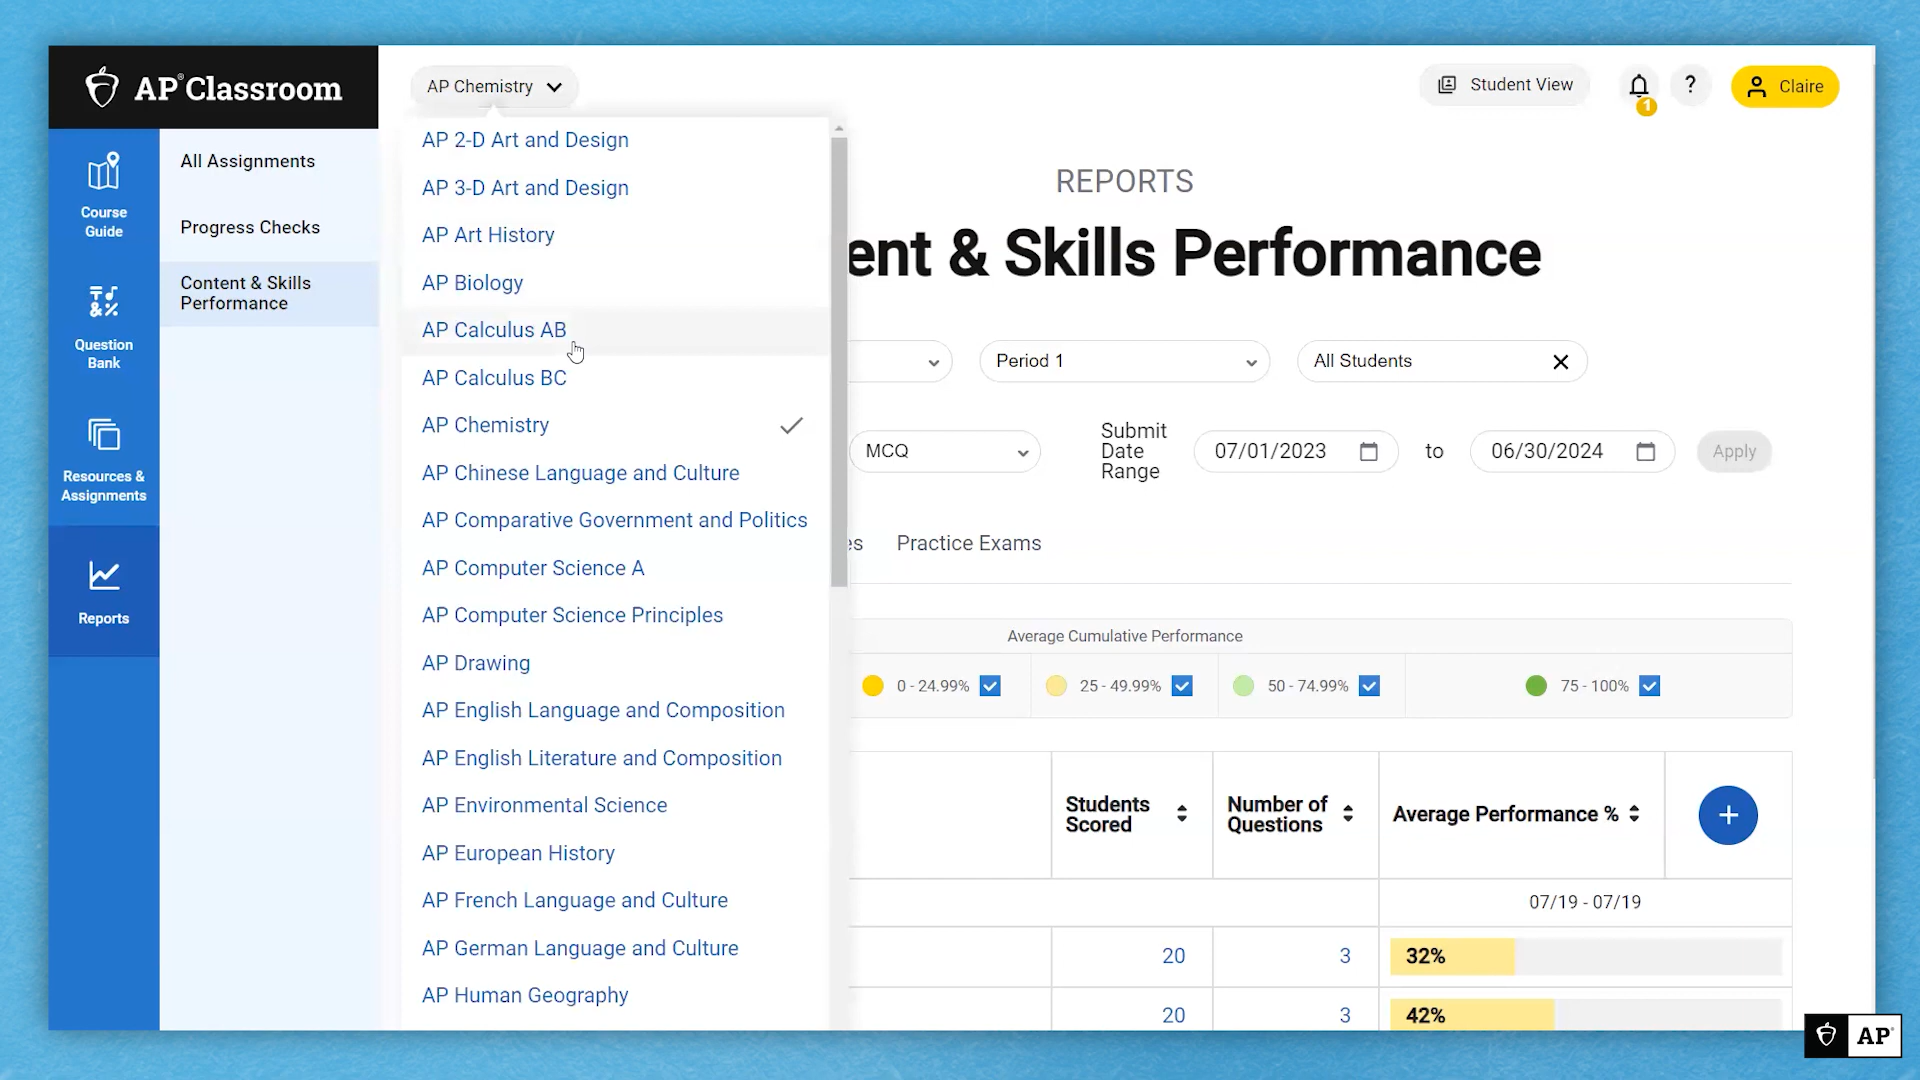 AP® Classroom
AP Chemistry
Student View
1
?
Claire
Course
Guide
Question
Bank
Resources &
Assignments
Reports
All Assignments
Progress Checks
Content & Skills
Performance
AP 2-D Art and Design
AP 3-D Art and Design
AP Art History
AP Biology
AP Calculus AB
AP Calculus BC
AP Chemistry
AP Chinese Language and Culture
AP Comparative Government and Politics
AP Computer Science A
AP Computer Science Principles
AP Drawing
AP English Language and Composition
AP English Literature and Composition
AP Environmental Science
AP European History
AP French Language and Culture
AP German Language and Culture
AP Human Geography
REPORTS
ent & Skills Performance
Period 1
All Students
MCQ
Submit
Date
Range
07/01/2023
to
06/30/2024
Apply
es
Practice Exams
Average Cumulative Performance
0 - 24.99%
25 - 49.99%
50 - 74.99%
75 - 100%
Students
Scored
Number of
Questions
Average Performance %
+
07/19 - 07/19
20 3 32%
20 3 42%
AP®